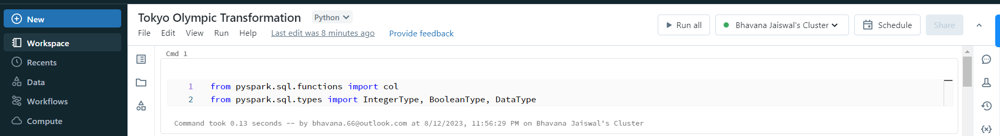 New
Workspace
Recents
Data
Workflows
Compute
Tokyo Olympic Transformation Python
File Edit View Run Help Last edit was 8 minutes ago Provide feedback
Run all Bhavana Jaiswal's Cluster Schedule Share
Cmd 1
1 from pyspark.sql.functions import col
2 from pyspark.sql.types import IntegerType, BooleanType, DataType
Command took 0.13 seconds -- by bhavana.66@outlook.com at 8/12/2023, 11:56:29 PM on Bhavana Jaiswal's Cluster